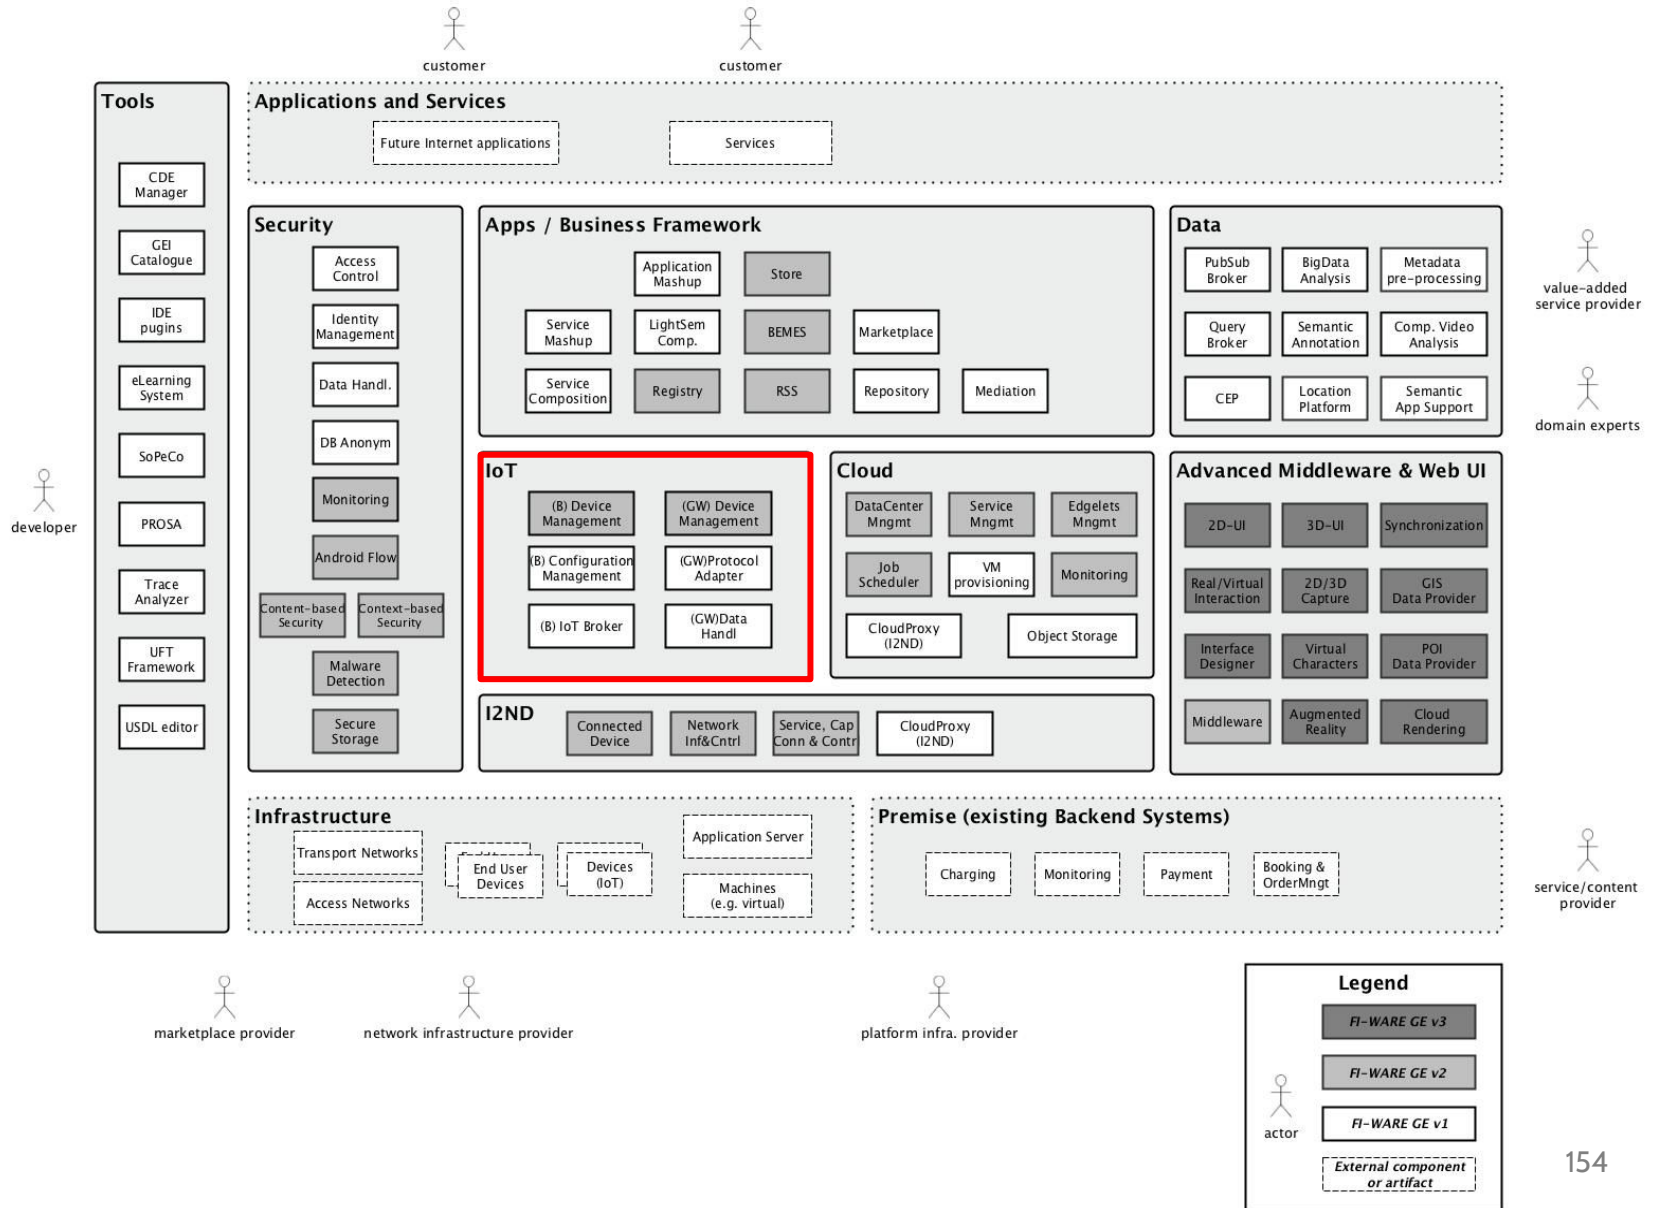 customer
customer
Tools
CDE
Manager
GEI
Catalogue
IDE
pugins
eLearning
System
SoPeCo
PROSA
Trace
Analyzer
UFT
Framework
USDL editor
Applications and Services
Future Internet applications
Services
Security
Access
Control
Identity
Management
Data Handl.
DB Anonym
Monitoring
Android Flow
Content-based
Security
Context-based
Security
Malware
Detection
Secure
Storage
Apps / Business Framework
Application
Mashup
Store
Service
Mashup
LightSem
Comp.
BEMES
Marketplace
Service
Composition
Registry
RSS
Repository
Mediation
Data
PubSub
Broker
BigData
Analysis
Metadata
pre-processing
Query
Broker
Semantic
Annotation
Comp. Video
Analysis
CEP
Location
Platform
Semantic
App Support
value-added
service provider
domain experts
developer
IoT
(B) Device
Management
(GW) Device
Management
(B) Configuration
Management
(GW)Protocol
Adapter
(B) IoT Broker
(GW)Data
Handl
Cloud
DataCenter
Mngmt
Service
Mngmt
Edgelets
Mngmt
Job
Scheduler
VM
provisioning
Monitoring
CloudProxy
(I2ND)
Object Storage
Advanced Middleware & Web UI
2D-UI
3D-UI
Synchronization
Real/Virtual
Interaction
2D/3D
Capture
GIS
Data Provider
Interface
Designer
Virtual
Characters
POI
Data Provider
Middleware
Augmented
Reality
Cloud
Rendering
I2ND
Connected
Device
Network
Inf&Cntrl
Service, Cap
Conn & Contr
CloudProxy
(I2ND)
Infrastructure
Transport Networks
Access Networks
End User
Devices
Devices
(IoT)
Application Server
Machines
(e.g. virtual)
Premise (existing Backend Systems)
Charging
Monitoring
Payment
Booking &
OrderMngt
service/content
provider
marketplace provider
network infrastructure provider
platform infra. provider
Legend
FI-WARE GE v3
FI-WARE GE v2
FI-WARE GE v1
External component
or artifact
actor
154